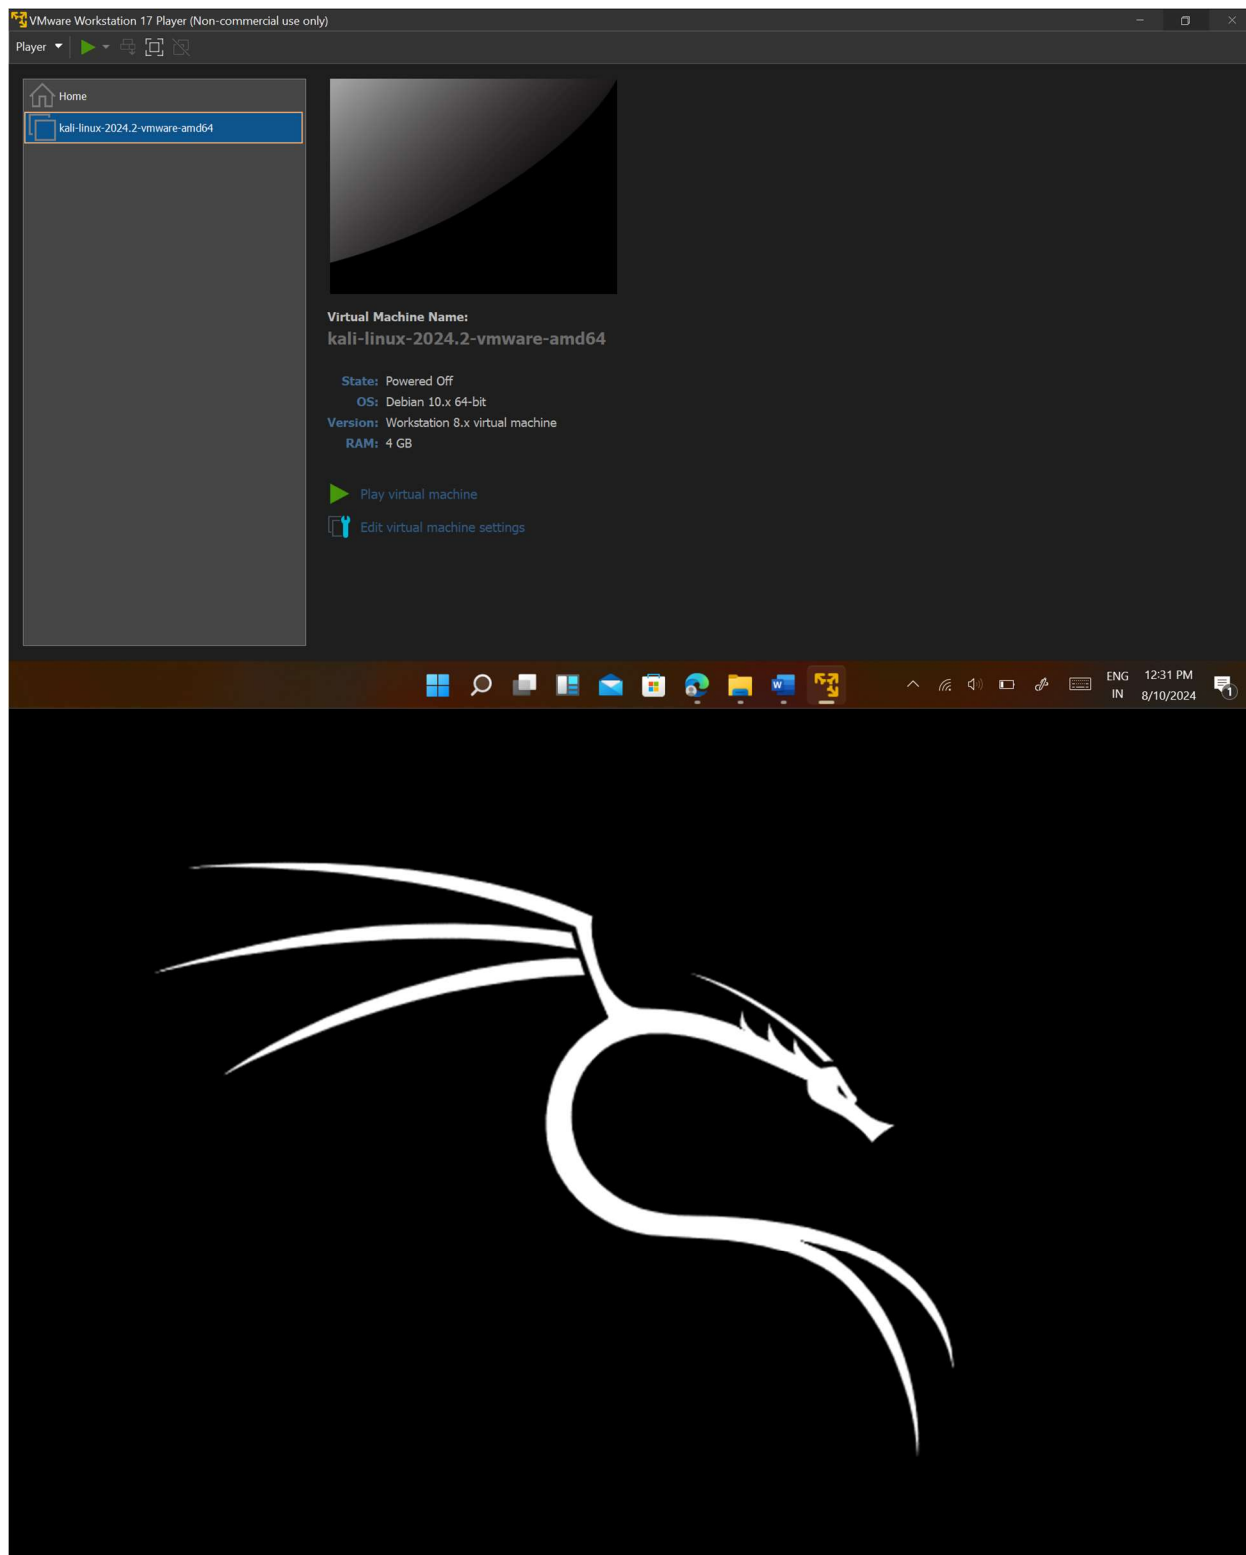 VMware Workstation 17 Player (Non-commercial use only)
Player
Home
kali-linux-2024.2-vmware-amd64
Virtual Machine Name:
kali-linux-2024.2-vmware-amd64
State: Powered Off
OS: Debian 10.x 64-bit
Version: Workstation 8.x virtual machine
RAM: 4 GB
Play virtual machine
Edit virtual machine settings
W
ENG
IN
12:31 PM
8/10/2024
1